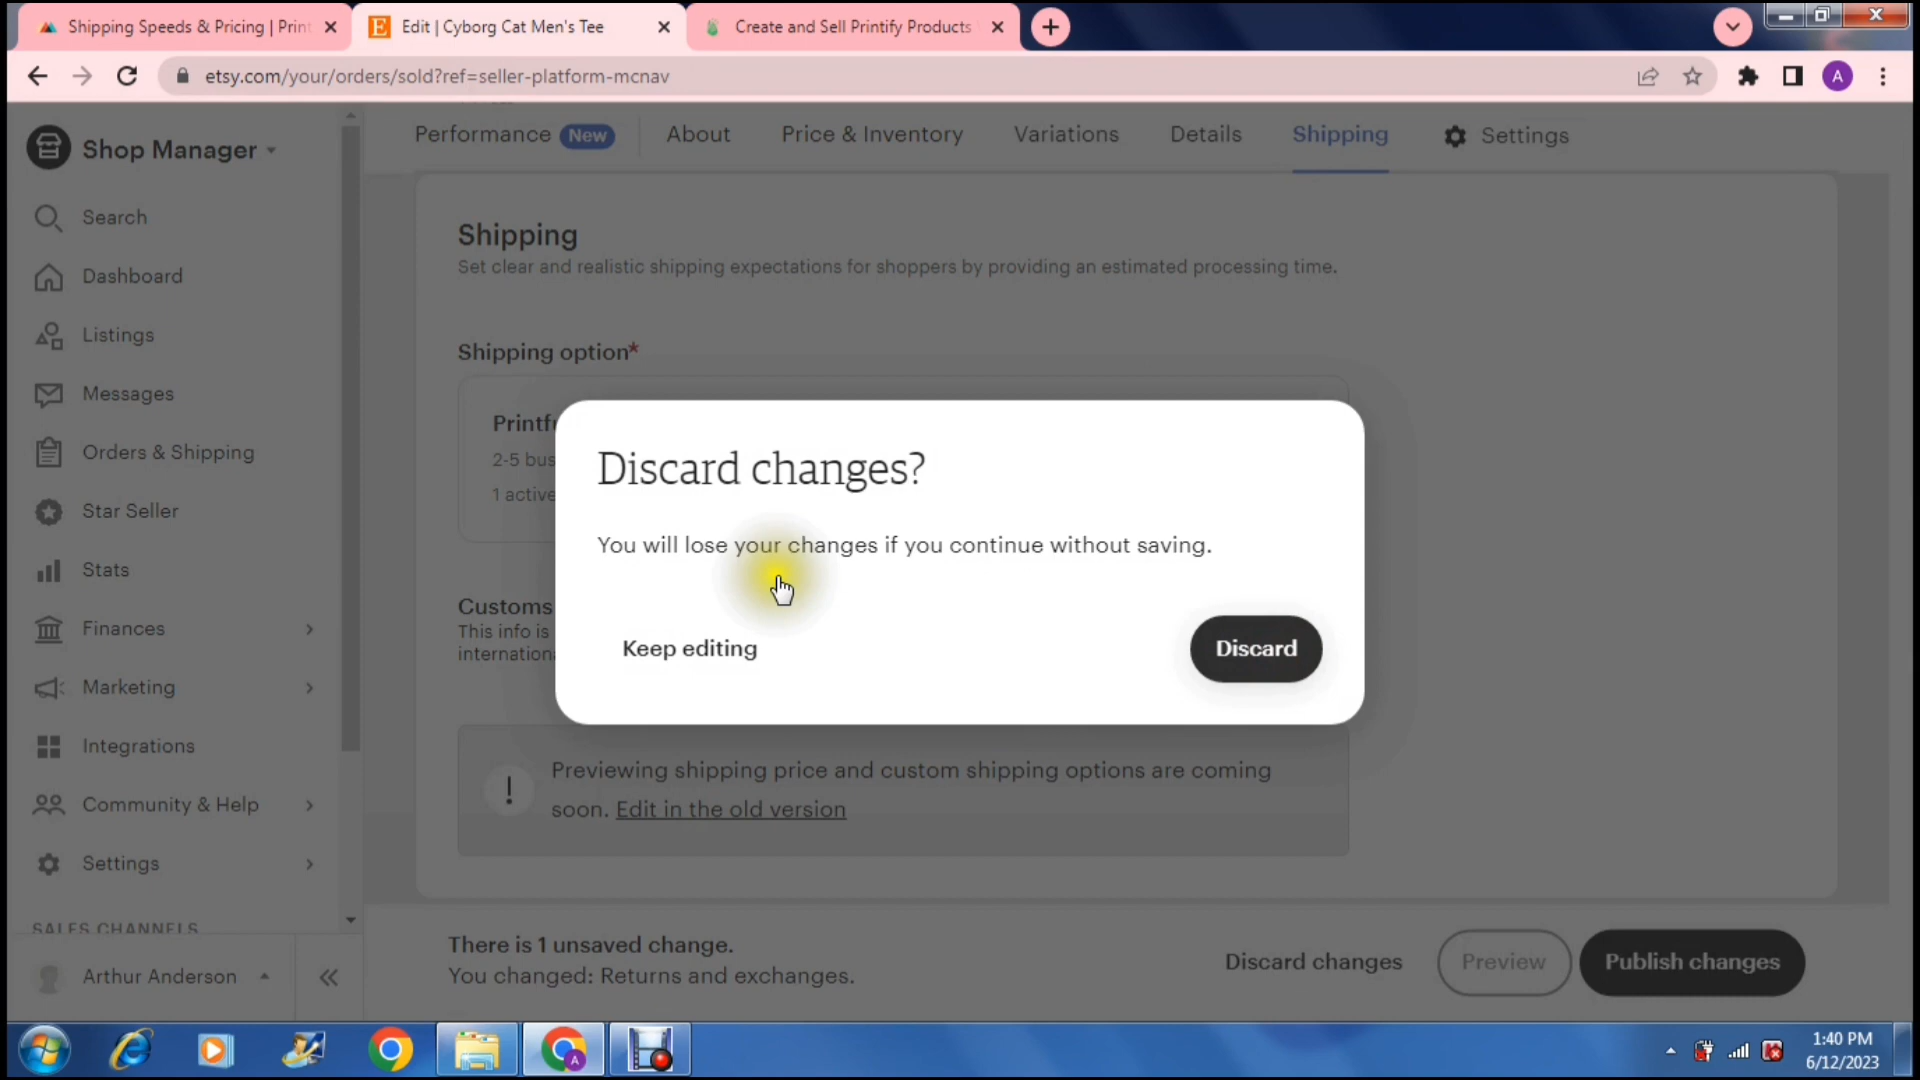 Shipping Speeds & Pricing | Print
Edit | Cyborg Cat Men's Tee
Create and Sell Printify Products
etsy.com/your/orders/sold?ref=seller-platform-mcnav
A
Shop Manager
Search
Dashboard
Listings
Messages
Orders & Shipping
Star Seller
Stats
Finances
Marketing
Integrations
Community & Help
Settings
SALES CHANNELS
Arthur Anderson
Performance New
About
Price & Inventory
Variations
Details
Shipping
Settings
Shipping
Set clear and realistic shipping expectations for shoppers by providing an estimated processing time.
Shipping option*
2-5 bus
1 active
Discard changes?
You will lose your changes if you continue without saving.
Keep editing
Discard
Customs
This info is
Previewing shipping price and custom shipping options are coming
soon. Edit in the old version
There is 1 unsaved change.
You changed: Returns and exchanges.
Discard changes
Preview
Publish changes
1:40 PM
6/12/2023